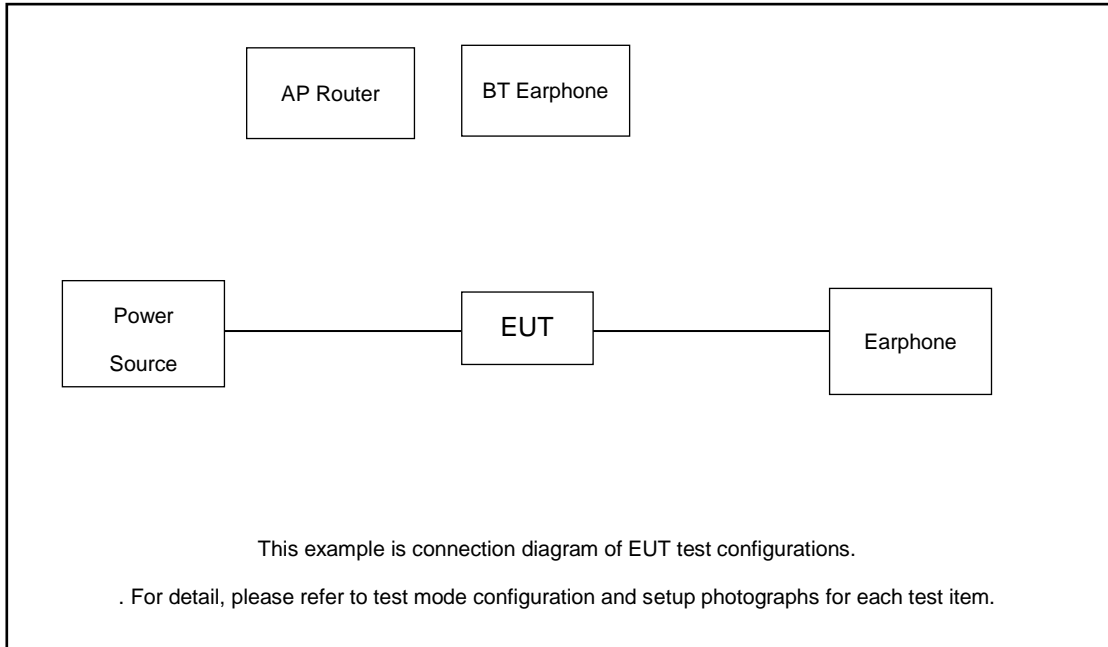 AP Router
BT Earphone
Power
Source
EUT
Earphone
This example is connection diagram of EUT test configurations.
. For detail, please refer to test mode configuration and setup photographs for each test item.